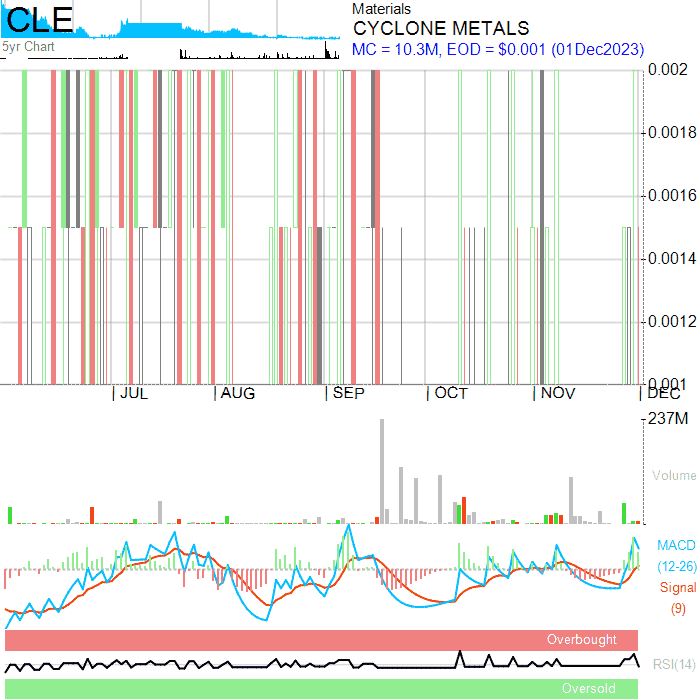 CLE
5yr Chart
Materials
CYCLONE METALS
MC = 10.3M, EOD = $0.001 (01Dec2023)
0.002
0.0018
0.0016
0.0014
0.0012
0.001
JUL AUG SEP OCT NOV DEC
237M
Volume
MACD
(12-26)
Signal
(9)
Overbought
RSI(14)
Oversold